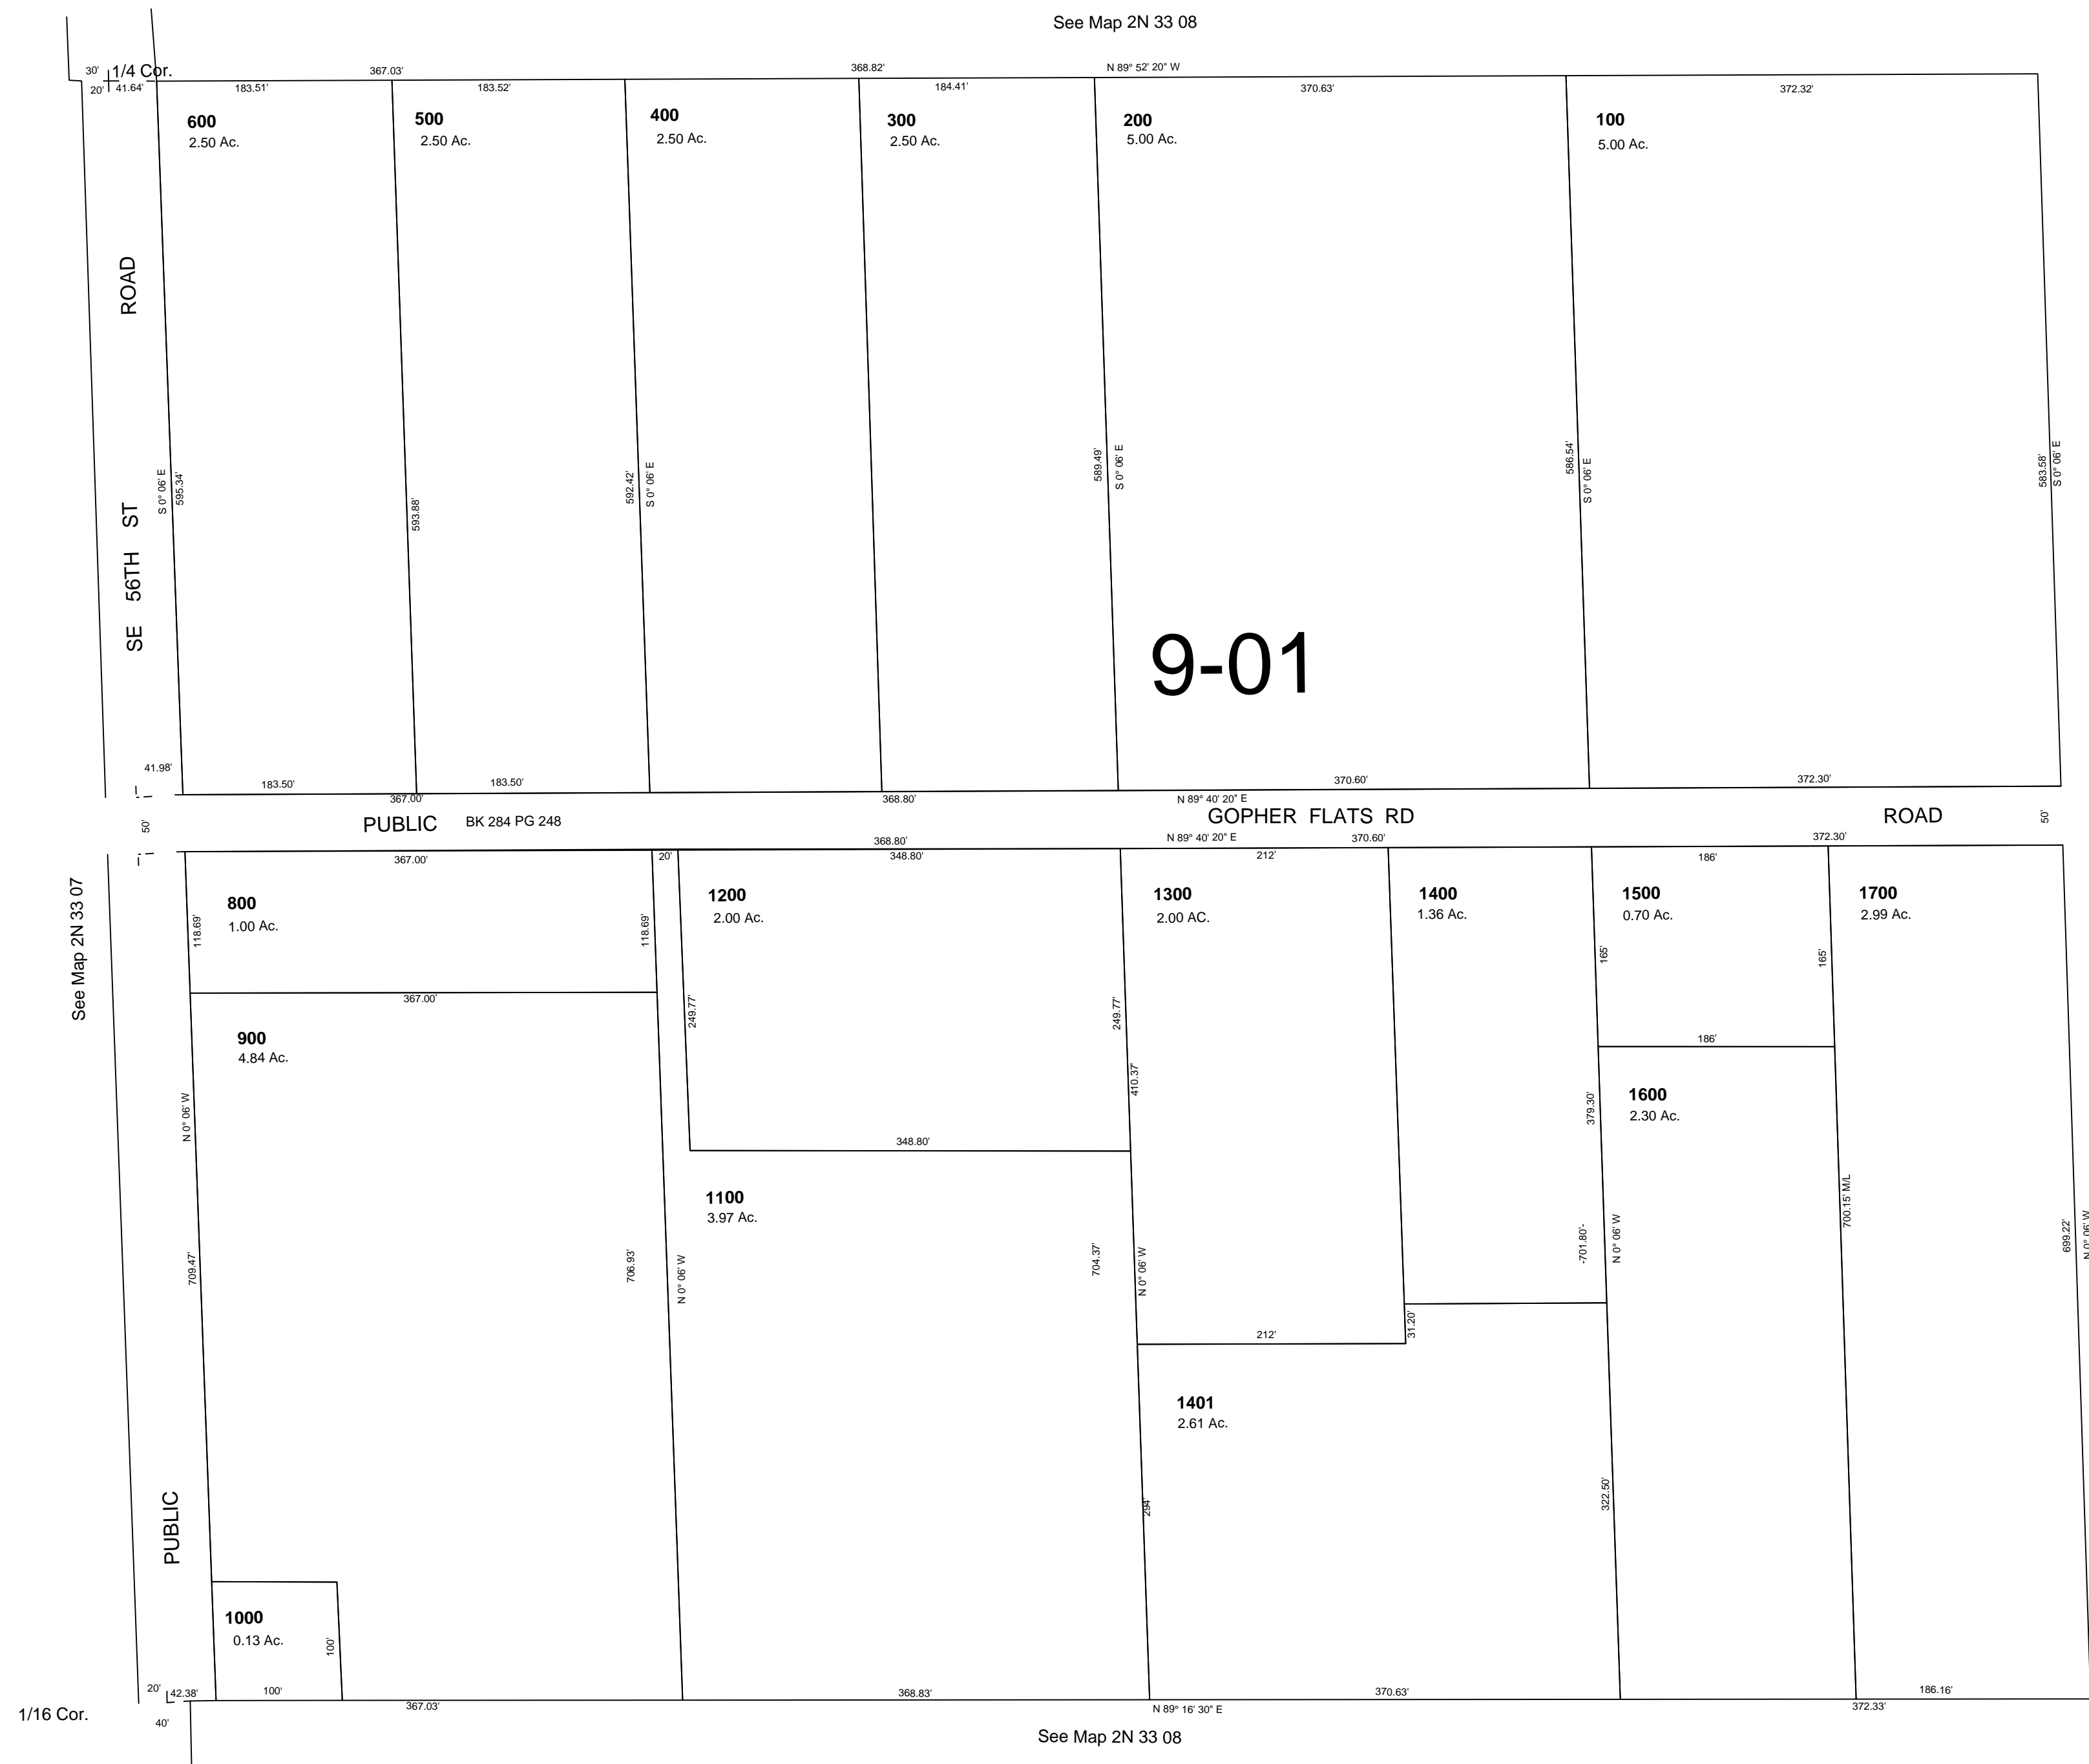 See Map 2N 33 08
30'
1/4 Cor.
367.03'
368.82'
N 89° 52' 20" W
20'
41.64'
183.51'
183.52'
184.41'
370.63'
372.32'
600
2.50 Ac.
500
2.50 Ac.
400
2.50 Ac.
300
2.50 Ac.
200
5.00 Ac.
100
5.00 Ac.
ROAD
SE 56TH ST
S 0° 06' E
595.34'
593.88'
592.42'
S 0° 06' E
589.49'
S 0° 06' E
586.54'
S 0° 06' E
583.58'
S 0° 06' E
9-01
41.98'
183.50'
183.50'
370.60'
372.30'
367.00'
368.80'
N 89° 40' 20" E
50'
PUBLIC
BK 284 PG 248
GOPHER FLATS RD
ROAD
50'
368.80'
N 89° 40' 20" E
370.60'
372.30'
367.00'
20'
348.80'
212'
186'
See Map 2N 33 07
800
1.00 Ac.
118.69'
118.69'
1200
2.00 Ac.
1300
2.00 AC.
1400
1.36 Ac.
1500
0.70 Ac.
1700
2.99 Ac.
165'
165'
367.00'
249.77'
249.77'
900
4.84 Ac.
410.37'
186'
1600
2.30 Ac.
379.30'
N 0° 06' W
348.80'
1100
3.97 Ac.
709.47'
706.93'
N 0° 06' W
704.37'
N 0° 06' W
-701.80'-
N 0° 06' W
700.15' M/L
699.22'
N 0° 06' W
31.20'
212'
1401
2.61 Ac.
294'
322.50'
PUBLIC
1000
0.13 Ac.
100'
20'
42.38'
100'
367.03'
368.83'
370.63'
186.16'
372.33'
1/16 Cor.
40'
N 89° 16' 30" E
See Map 2N 33 08